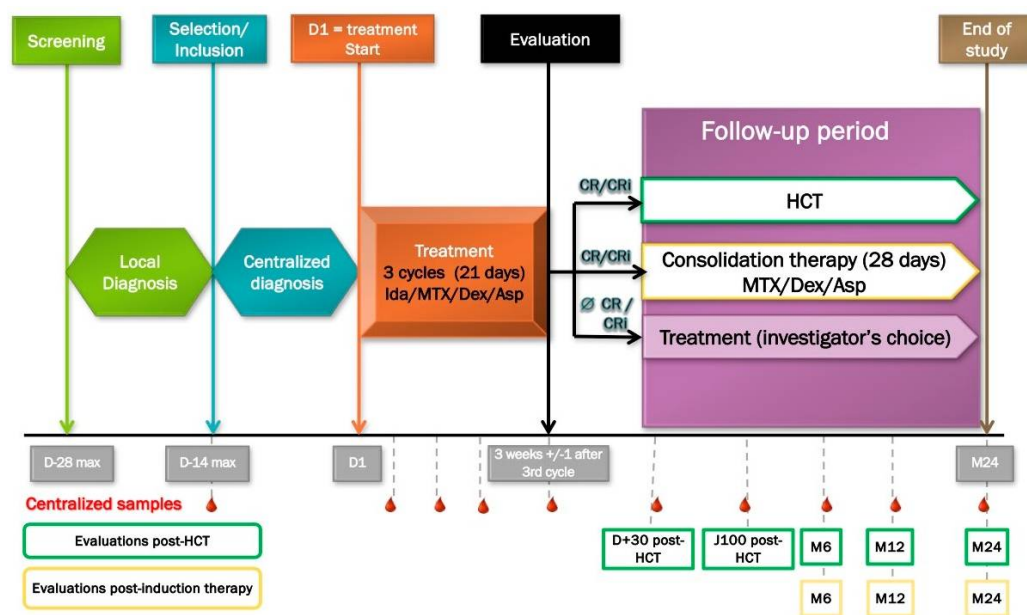 Screening
Selection/
Inclusion
D1 = treatment
Start
Evaluation
End of
study
Follow-up period
CR/CRi
HCT
Local
Diagnosis
Centralized
diagnosis
Treatment
3 cycles (21 days)
Ida/MTX/Dex/Asp
CR/CRi
Consolidation therapy (28 days)
MTX/Dex/Asp
Ø CR /
CRi
Treatment (investigator's choice)
D-28 max
D-14 max
D1
3 weeks +/-1 after
3rd cycle
M24
Centralized samples
Evaluations post-HCT
D+30 post-
HCT
J100 post-
HCT
M6
M12
M24
Evaluations post-induction therapy
M6
M12
M24